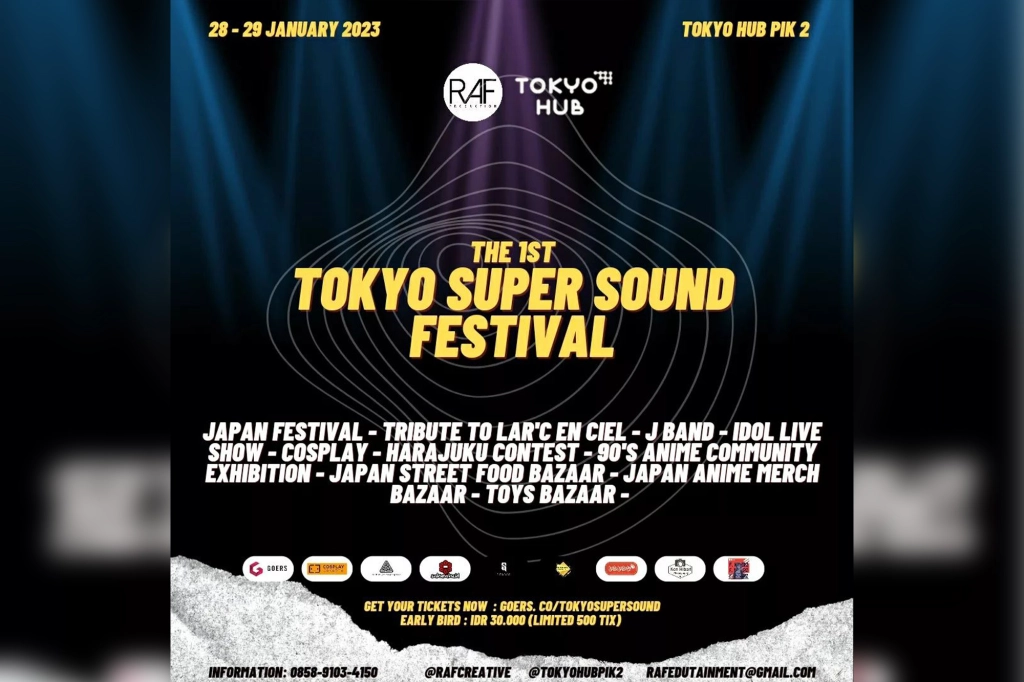 28 - 29 JANUARY 2023
TOKYO HUB PIK 2
RAF
TOKYO
HUB
THE 1ST
TOKYO SUPER SOUND
FESTIVAL
JAPAN FESTIVAL - TRIBUTE TO LAR'C EN CIEL - J BAND - IDOL LIVE
SHOW - COSPLAY - HARAJUKU CONTEST - 90'S ANIME COMMUNITY
EXHIBITION - JAPAN STREET FOOD BAZAAR - JAPAN ANIME MERCH
BAZAAR - TOYS BAZAAR -
GOERS
COSPLAY
GET YOUR TICKETS NOW : GOERS. CO/TOKYOSUPERSOUND
EARLY BIRD : IDR 30.000 (LIMITED 500 TIX)
INFORMATION: 0858-9103-4150
@RAFCREATIVE
@TOKYOHUBPIK2
RAFEDUTAINMENT@GMAIL.COM